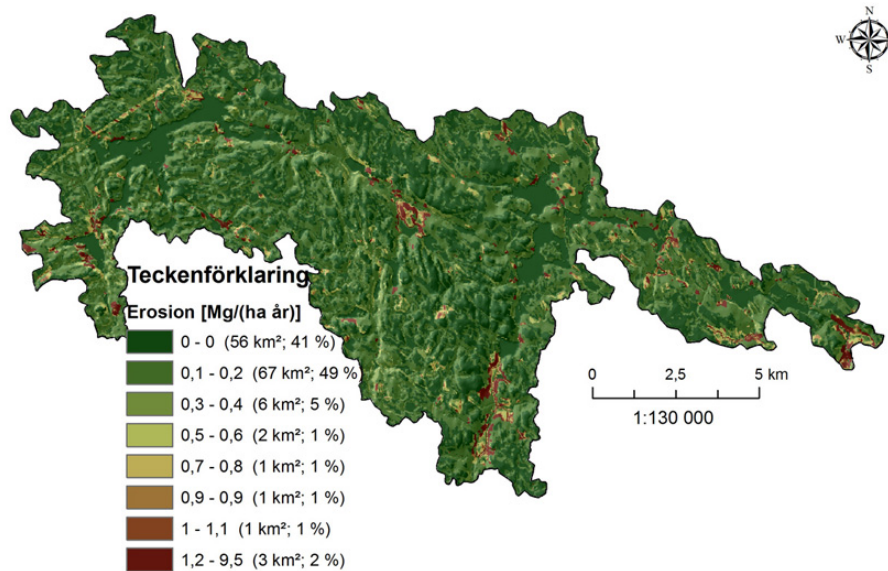 N
W E
S
Teckenförklaring
Erosion [Mg/(ha år)]
0 - 0 (56 km²; 41 %)
0,1 - 0,2 (67 km²; 49 %
0,3 - 0,4 (6 km²; 5 %)
0,5 - 0,6 (2 km²; 1 %)
0,7 - 0,8 (1 km²; 1 %)
0,9 - 0,9 (1 km²; 1 %)
1 - 1,1 (1 km²; 1 %)
1,2 - 9,5 (3 km²; 2 %)
0 2,5 5 km
1:130 000